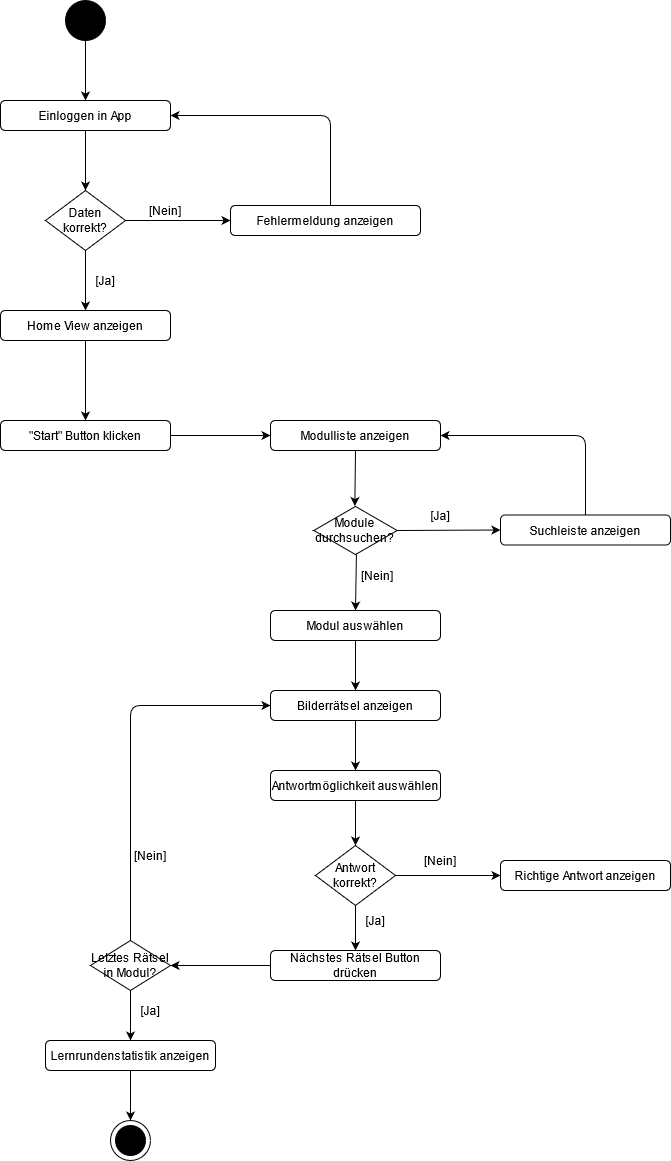 Einloggen in App
Daten
korrekt?
[Nein]
Fehlermeldung anzeigen
[Ja]
Home View anzeigen
"Start" Button klicken
Modulliste anzeigen
Module
durchsuchen?
[Ja]
Suchleiste anzeigen
[Nein]
Modul auswählen
Bilderrätsel anzeigen
Antwortmöglichkeit auswählen
[Nein]
Antwort
korrekt?
[Nein]
Richtige Antwort anzeigen
[Ja]
Nächstes Rätsel Button
drücken
Letztes Rätsel
in Modul?
[Ja]
Lernrundenstatistik anzeigen